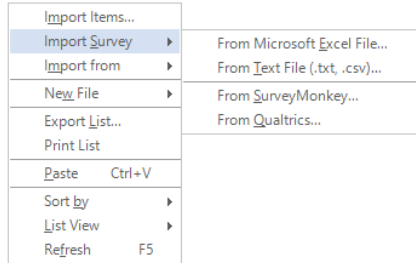 Import Items...
Import Survey
Import from
New File
Export List...
Print List
Paste Ctrl+V
Sort by
List View
Refresh F5
From Microsoft Excel File...
From Text File (.txt, .csv)...
From SurveyMonkey...
From Qualtrics...